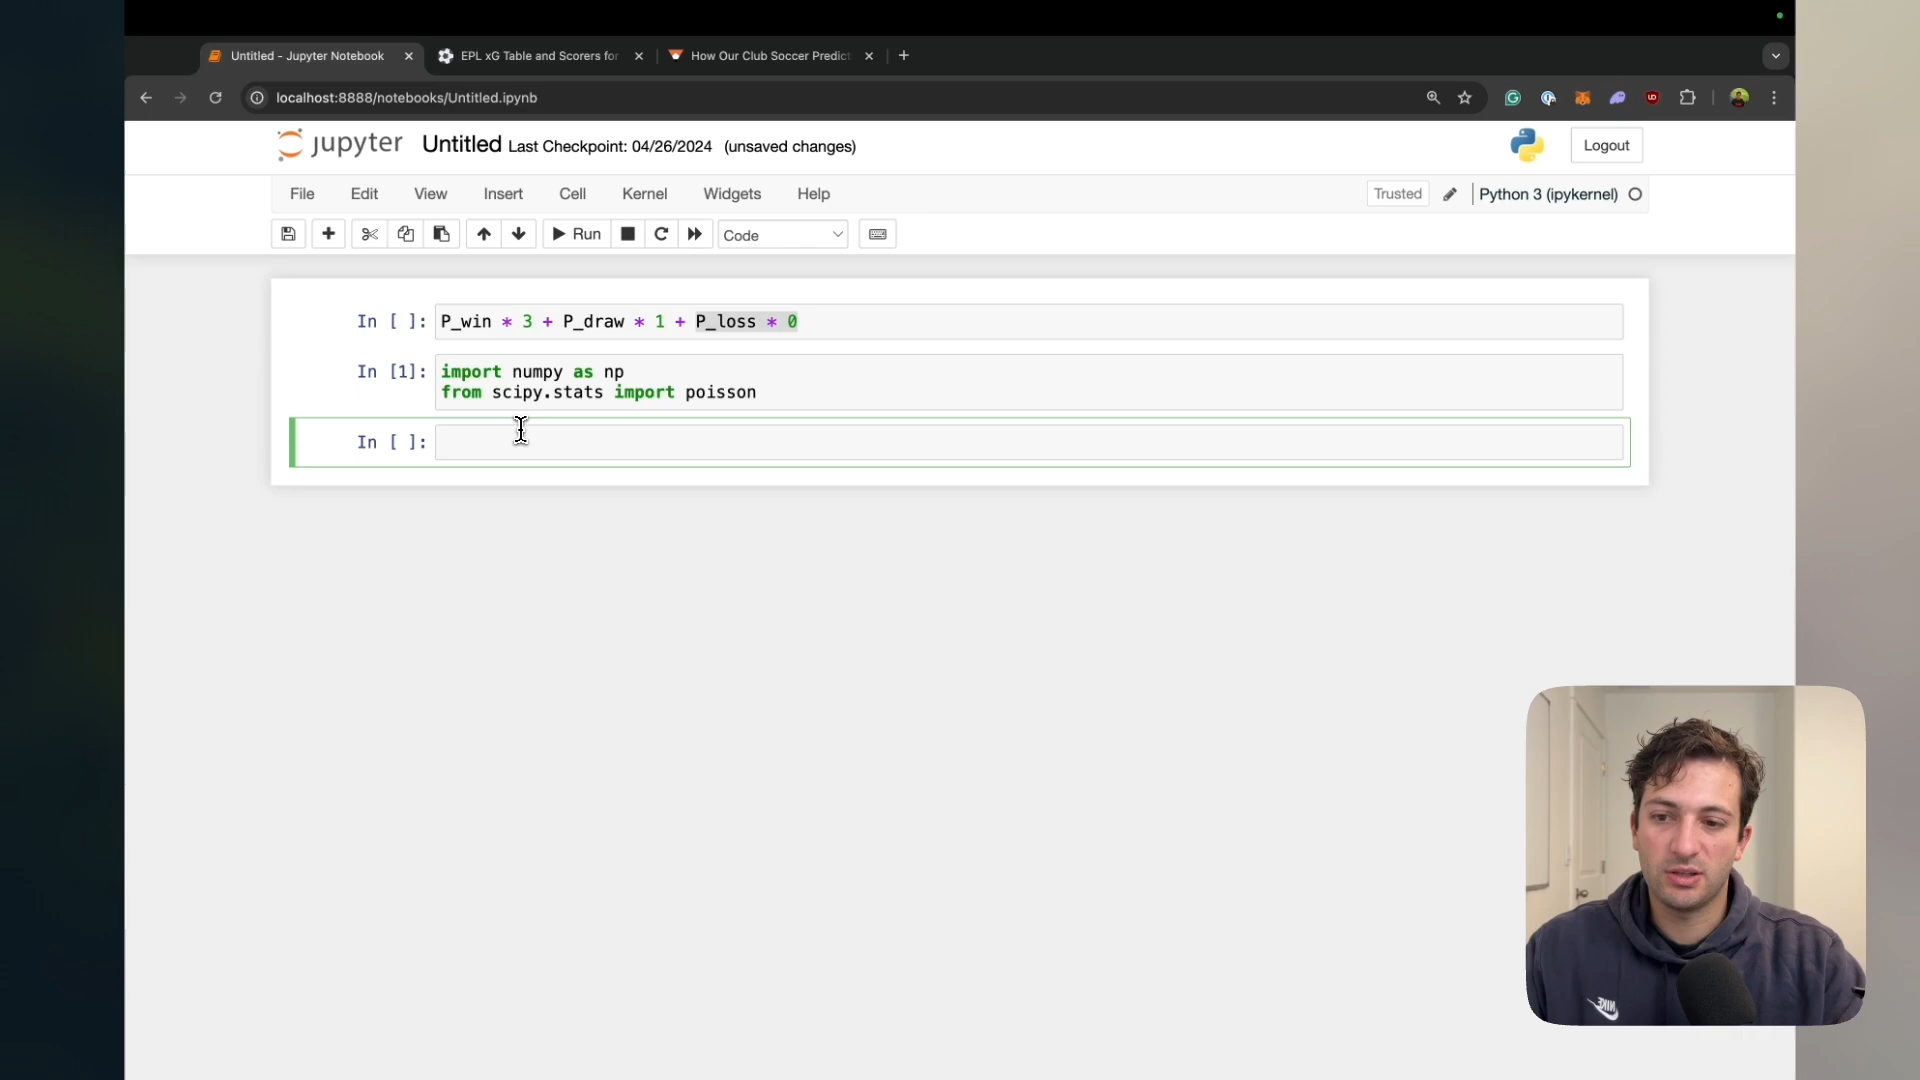 Untitled - Jupyter Notebook
EPL xG Table and Scorers for
How Our Club Soccer Predict
localhost:8888/notebooks/Untitled.ipynb
jupyter Untitled Last Checkpoint: 04/26/2024 (unsaved changes)
Logout
File Edit View Insert Cell Kernel Widgets Help
Trusted
Python 3 (ipykernel)
Run
Code
In [ ]: P_win * 3 + P_draw * 1 + P_loss * 0
In [1]: import numpy as np
from scipy.stats import poisson
In [ ]: